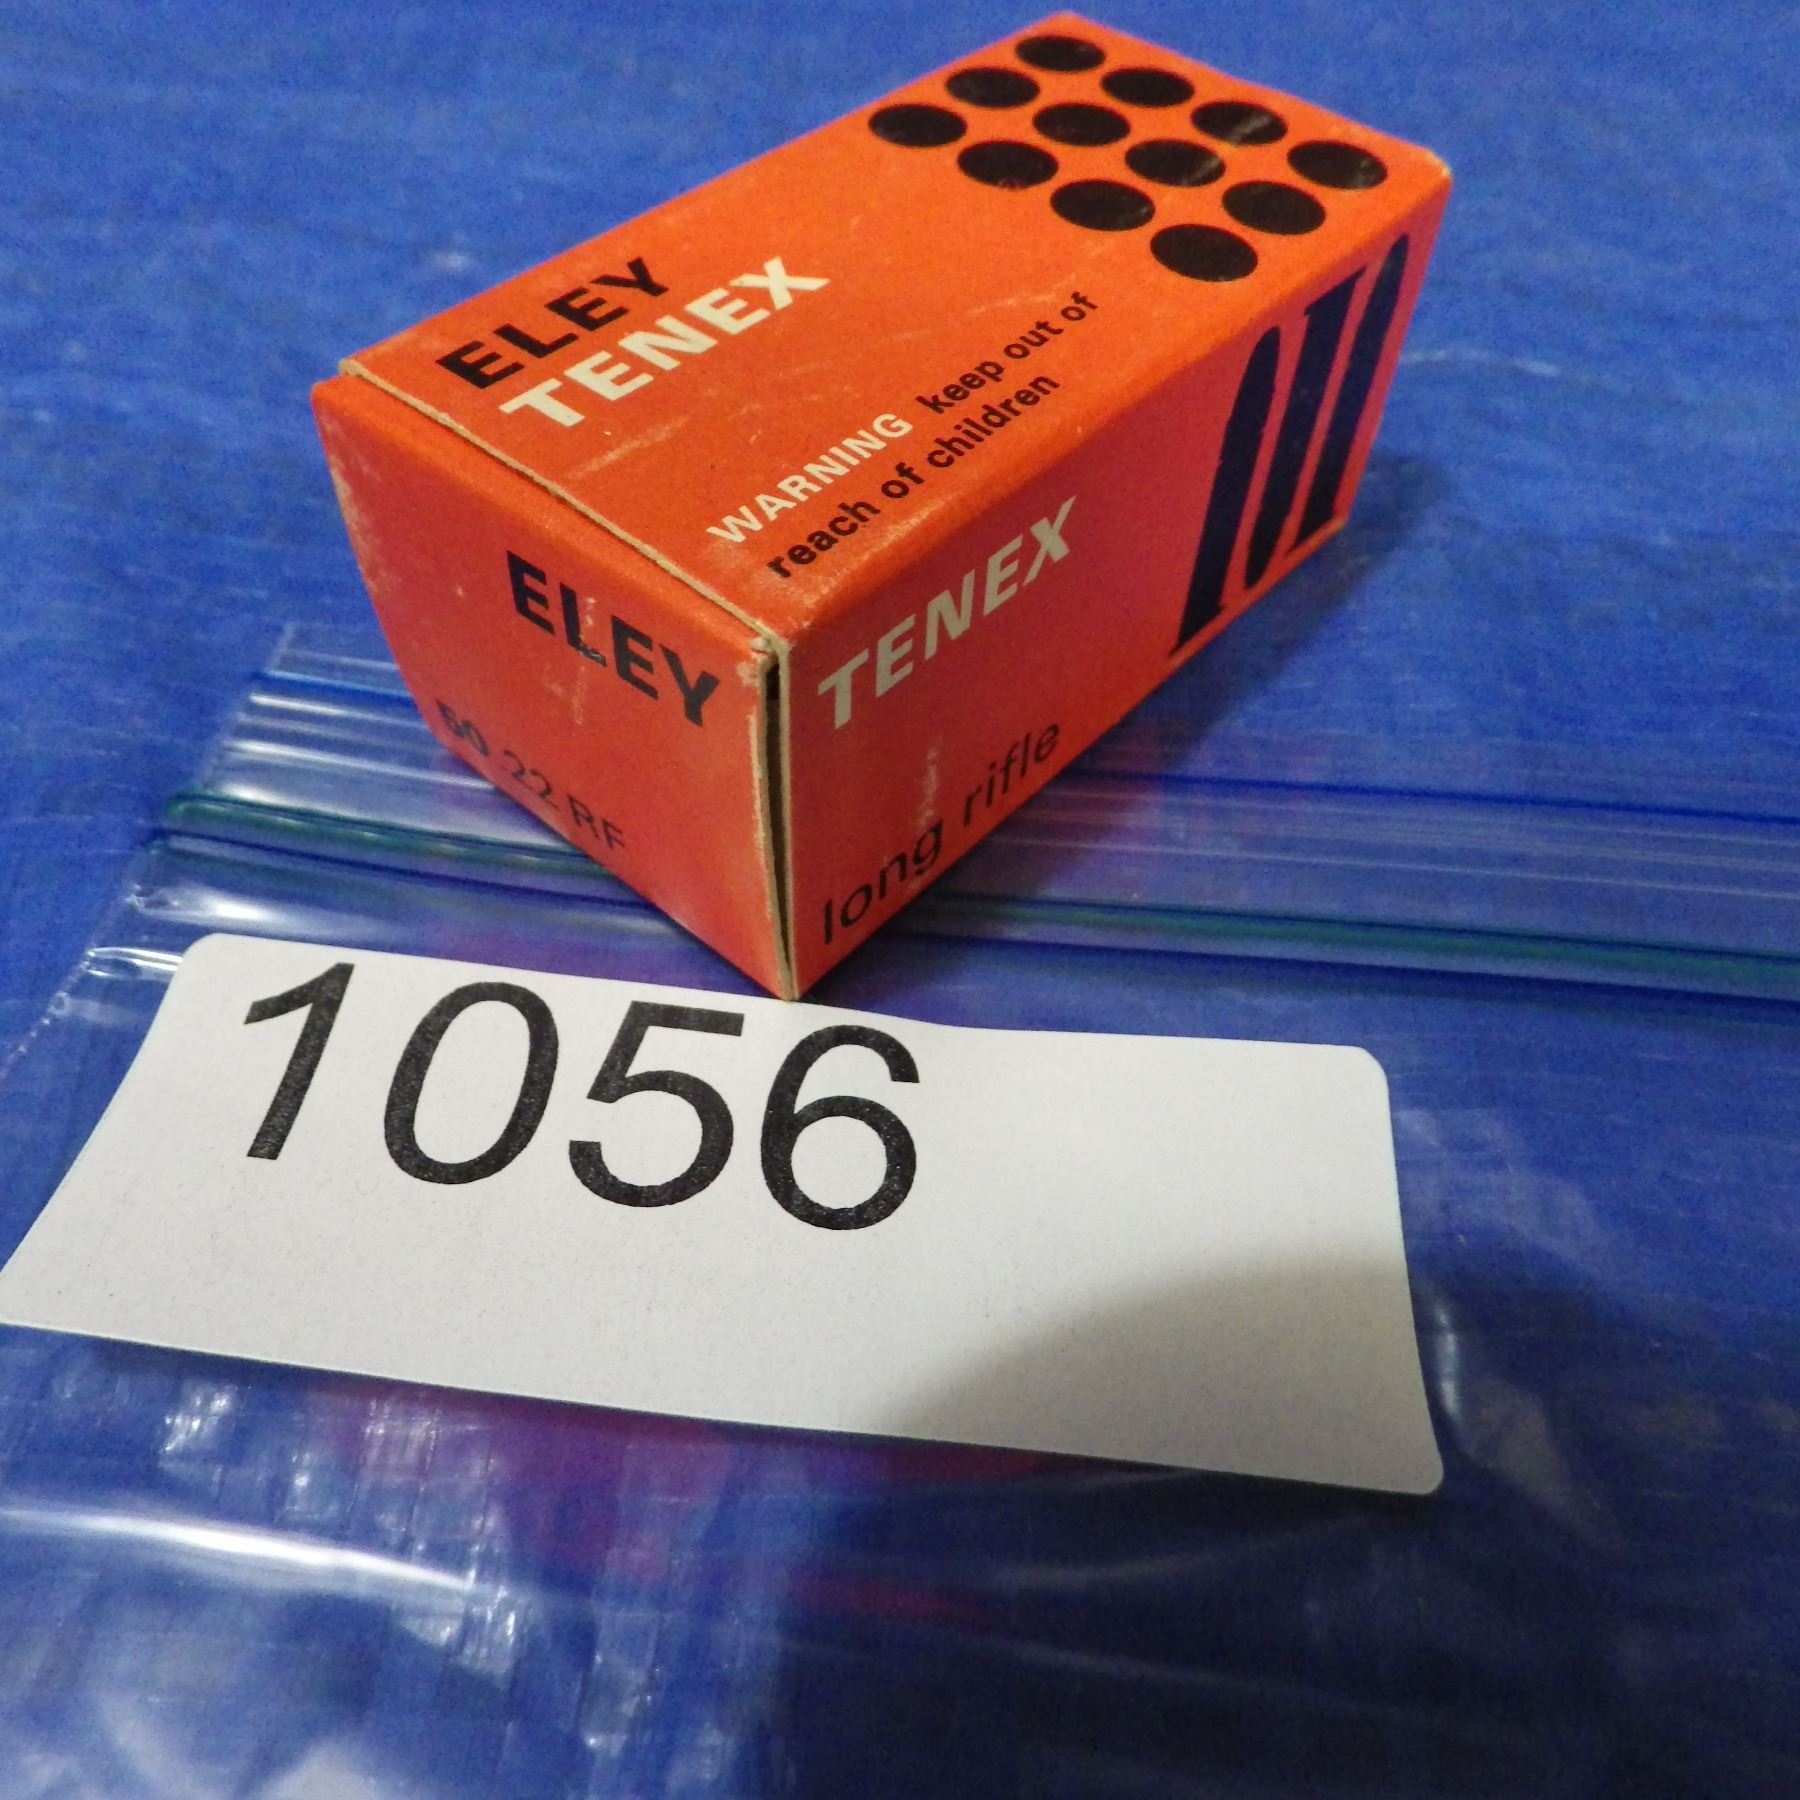 ELEY
TENEX
WARNING keep out of
reach of children
ELEY
50 .22 RF
TENEX
long rifle
1056